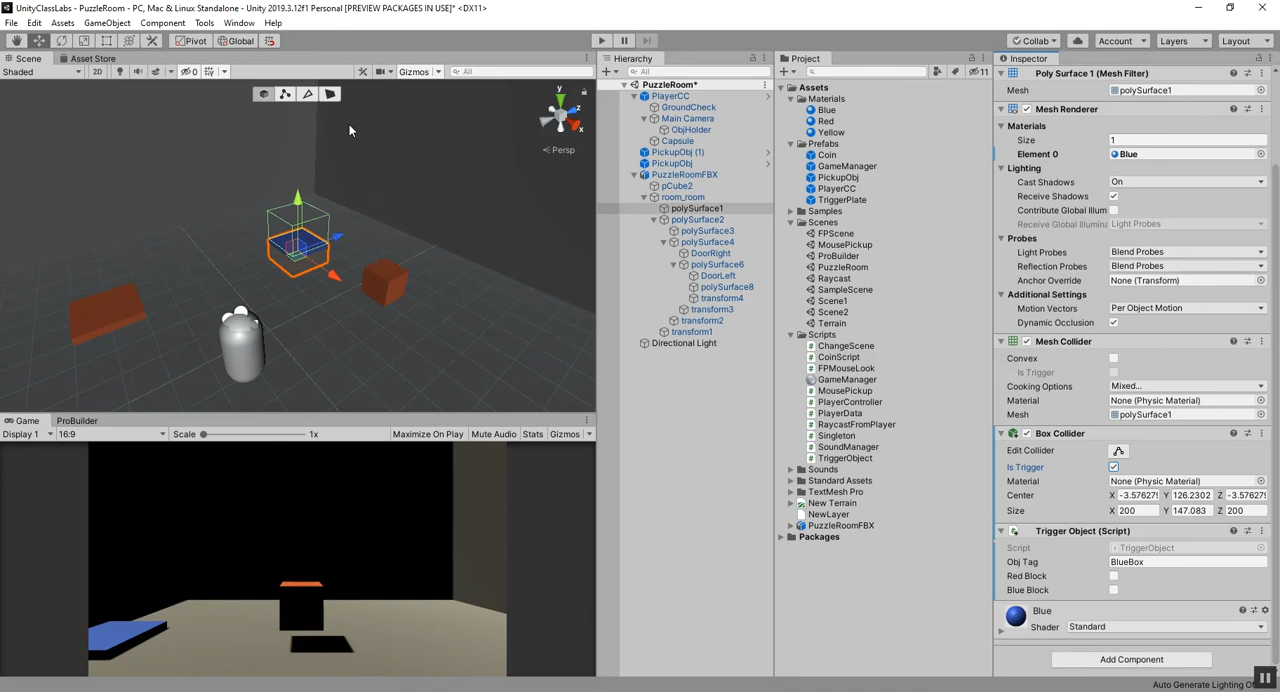 UnityClassLabs - PuzzleRoom - PC, Mac & Linux Standalone - Unity 2019.3.12f1 Personal [PREVIEW PACKAGES IN USE]* <DX11>
File Edit Assets GameObject Component Tools Window Help
Pivot Global Collab Account Layers Layout
Scene Asset Store
Shaded 2D 0 Gizmos All
y
z
x
Persp
Game ProBuilder
Display 1 16:9 Scale 1x Maximize On Play Mute Audio Stats Gizmos
Hierarchy
All
PuzzleRoom*
PlayerCC
GroundCheck
Main Camera
ObjHolder
Capsule
PickupObj (1)
PickupObj
PuzzleRoomFBX
pCube2
room_room
polySurface1
polySurface2
polySurface3
polySurface4
DoorRight
polySurface6
DoorLeft
polySurface8
transform4
transform3
transform2
transform1
Directional Light
Project
11
Assets
Materials
Blue
Red
Yellow
Prefabs
Coin
GameManager
PickupObj
PlayerCC
TriggerPlate
Samples
Scenes
FPScene
MousePickup
ProBuilder
PuzzleRoom
Raycast
SampleScene
Scene1
Scene2
Terrain
Scripts
ChangeScene
CoinScript
FPMouseLook
GameManager
MousePickup
PlayerController
PlayerData
RaycastFromPlayer
Singleton
SoundManager
TriggerObject
Sounds
Standard Assets
TextMesh Pro
New Terrain
NewLayer
PuzzleRoomFBX
Packages
Inspector
Poly Surface 1 (Mesh Filter)
Mesh polySurface1
Mesh Renderer
Materials
Size 1
Element 0 Blue
Lighting
Cast Shadows On
Receive Shadows
Contribute Global Illum
Receive Global Illumina Light Probes
Probes
Light Probes Blend Probes
Reflection Probes Blend Probes
Anchor Override None (Transform)
Additional Settings
Motion Vectors Per Object Motion
Dynamic Occlusion
Mesh Collider
Convex
Is Trigger
Cooking Options Mixed...
Material None (Physic Material)
Mesh polySurface1
Box Collider
Edit Collider
Is Trigger
Material None (Physic Material)
Center X -3.57627 Y 126.2302 Z -3.57627
Size X 200 Y 147.083 Z 200
Trigger Object (Script)
Script TriggerObject
Obj Tag BlueBox
Red Block
Blue Block
Blue
Shader Standard
Add Component
Auto Generate Lighting O